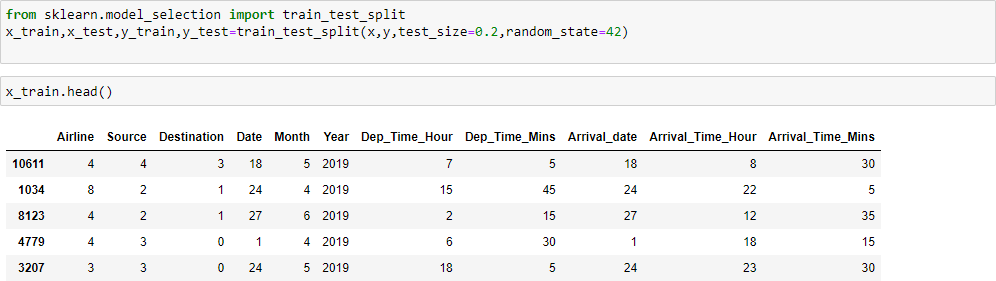 from sklearn.model_selection import train_test_split
x_train,x_test,y_train,y_test=train_test_split(x,y,test_size=0.2,random_state=42)
x_train.head()
Airline Source Destination Date Month Year Dep_Time_Hour Dep_Time_Mins Arrival_date Arrival_Time_Hour Arrival_Time_Mins
10611 4 4 3 18 5 2019 7 5 18 8 30
1034 8 2 1 24 4 2019 15 45 24 22 5
8123 4 2 1 27 6 2019 2 15 27 12 35
4779 4 3 0 1 4 2019 6 30 1 18 15
3207 3 3 0 24 5 2019 18 5 24 23 30